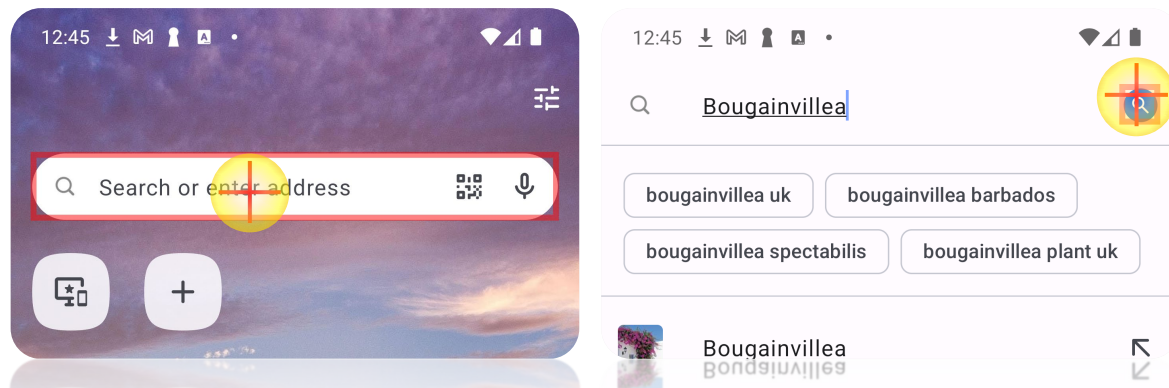 12:45
Search or enter address
12:45
Bougainvillea
bougainvillea uk
bougainvillea barbados
bougainvillea spectabilis
bougainvillea plant uk
Bougainvillea